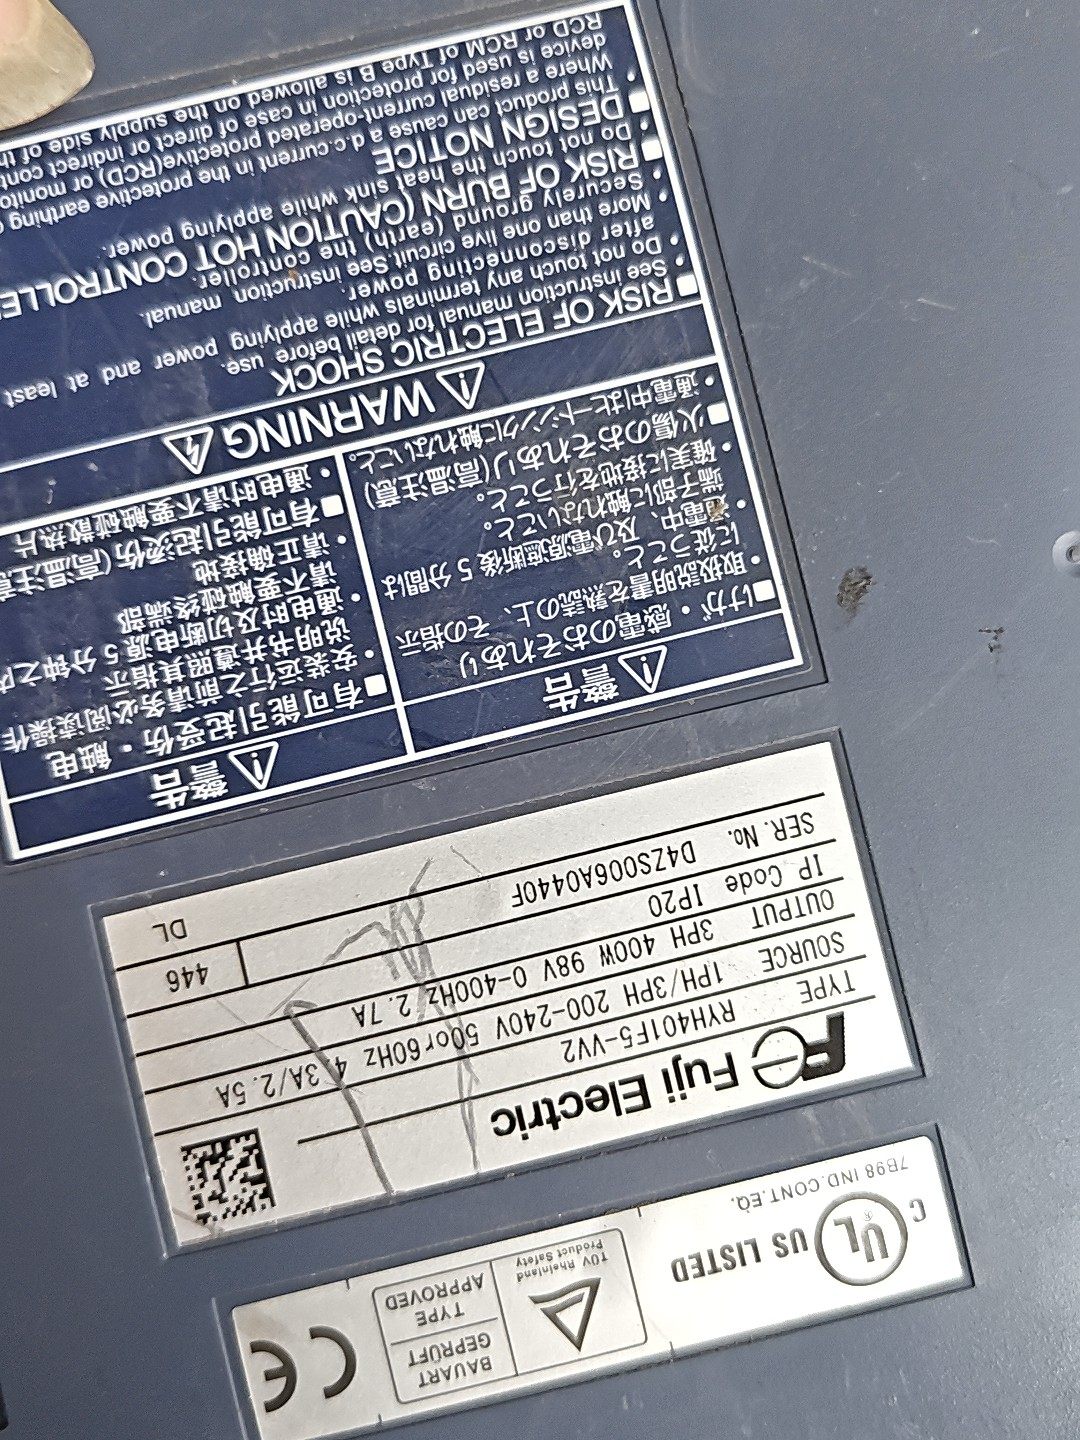 C UL US LISTED
®
7B98 IND.CONT.EQ.
TÜV Rheinland
Product Safety
BAUART
GEPRÜFT
TYPE
APPROVED
CE
Fe Fuji Electric
TYPE RYH401F5-VV2
SOURCE 1PH/3PH 200-240V 50or60Hz 4.3A/2.5A
OUTPUT 3PH 400W 98V 0-400Hz 2.7A
IP Code IP20
SER.No. D4ZS006A0440F 446
DL
警告
■けが・感電のおそれあり
・取扱説明書を熟読の上、その指示
に従うこと。
・通電中、及び電源遮断後5分間は
端子部に触れないこと。
・確実に接地を行うこと。
■火傷のおそれあり(高温注意)
・通電中はヒートシンクに触れないこと。
警告
■有可能引起受伤・触电
・安装运行之前请务必阅读操作
说明书并遵照其指示
・通电时及切断电源5分钟之内
请不要触碰终端部
・请正确接地
■有可能引起烫伤(高温注意
・通电时请不要触碰散热片
WARNING
■RISK OF ELECTRIC SHOCK
・See instruction manual for detail before use.
・Do not touch any terminals while applying power and at least
after disconnecting power.
・More than one live circuit. See instruction manual.
・Securely ground (earth) the controller.
■RISK OF BURN (CAUTION HOT CONTROLLE
・Do not touch the heat sink while applying power.
■DESIGN NOTICE
・This product can cause a d.c.current in the protective earthing
Where a residual current-operated protective(RCD) or monito
device is used for protection in case of direct or indirect cont
RCD or RCM of Type B is allowed on the supply side of th